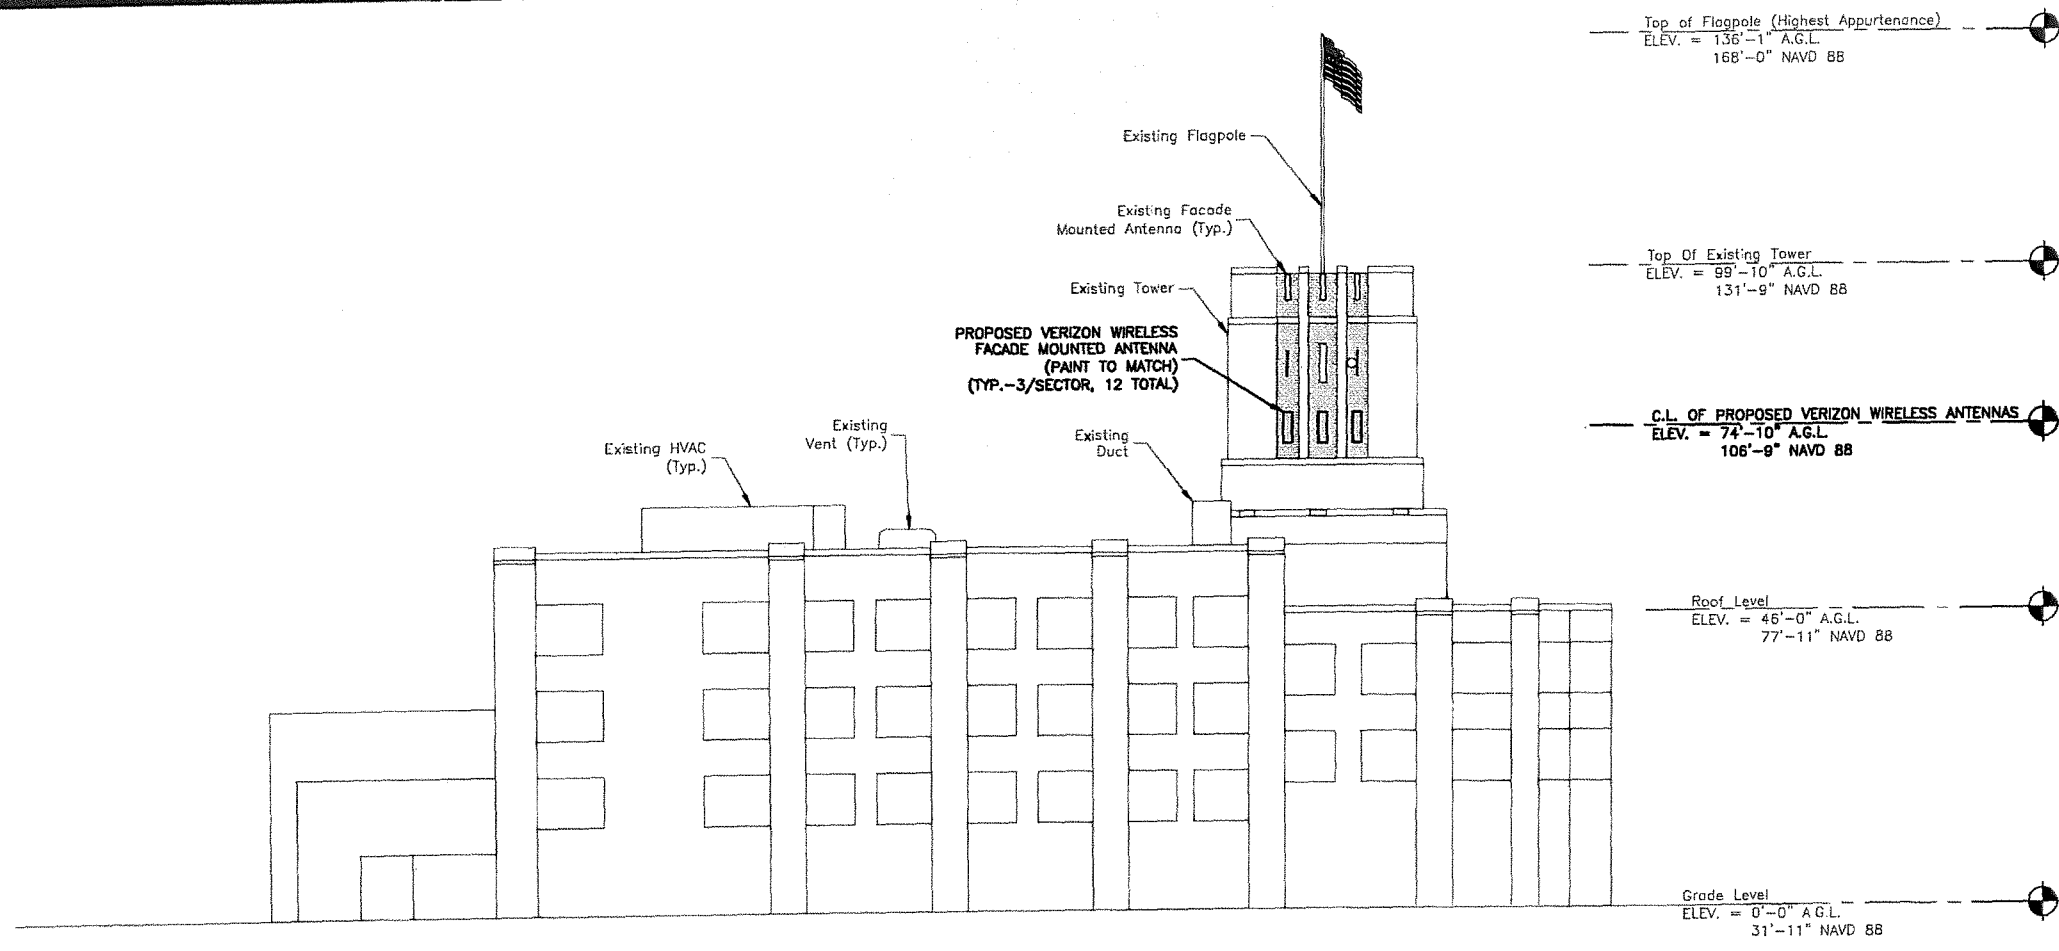 Top of Flagpole (Highest Appurtenance)
ELEV. = 136'-1" A.G.L.
168'-0" NAVD 88
Existing Flagpole
Existing Facade
Mounted Antenna (Typ.)
Top Of Existing Tower
ELEV. = 99'-10" A.G.L.
131'-9" NAVD 88
Existing Tower
PROPOSED VERIZON WIRELESS
FACADE MOUNTED ANTENNA
(PAINT TO MATCH)
(TYP.-3/SECTOR, 12 TOTAL)
C.L. OF PROPOSED VERIZON WIRELESS ANTENNAS
ELEV. = 74'-10" A.G.L.
106'-9" NAVD 88
Existing HVAC
(Typ.)
Existing
Vent (Typ.)
Existing
Duct
Roof Level
ELEV. = 46'-0" A.G.L.
77'-11" NAVD 88
Grade Level
ELEV. = 0'-0" A.G.L.
31'-11" NAVD 88